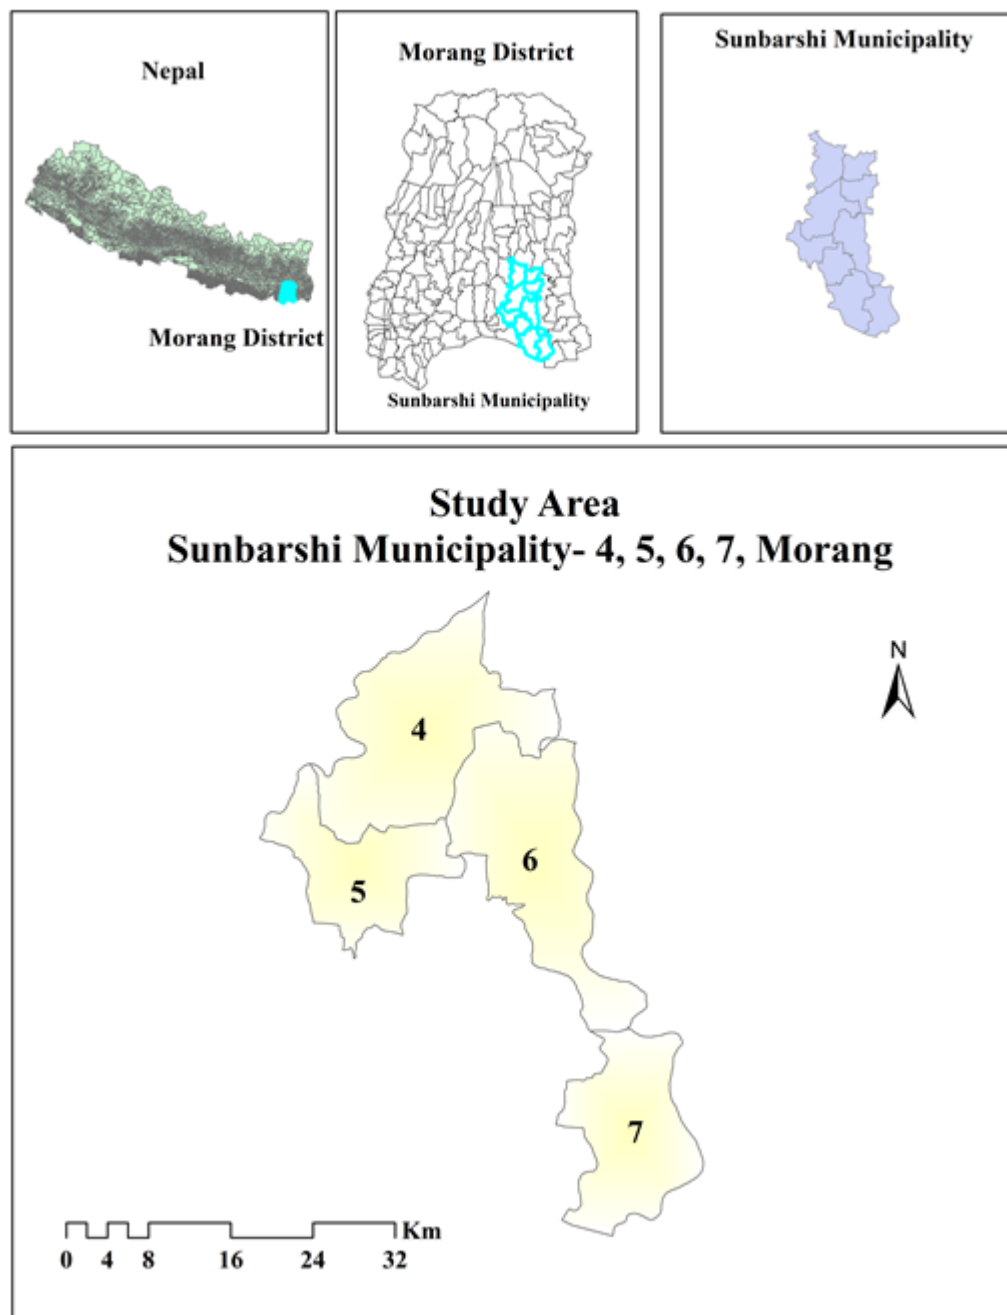 Nepal
Morang District
Morang District
Sunbarshi Municipality
Sunbarshi Municipality
Study Area
Sunbarshi Municipality- 4, 5, 6, 7, Morang
N
4
6
5
7
Km
0 4 8 16 24 32